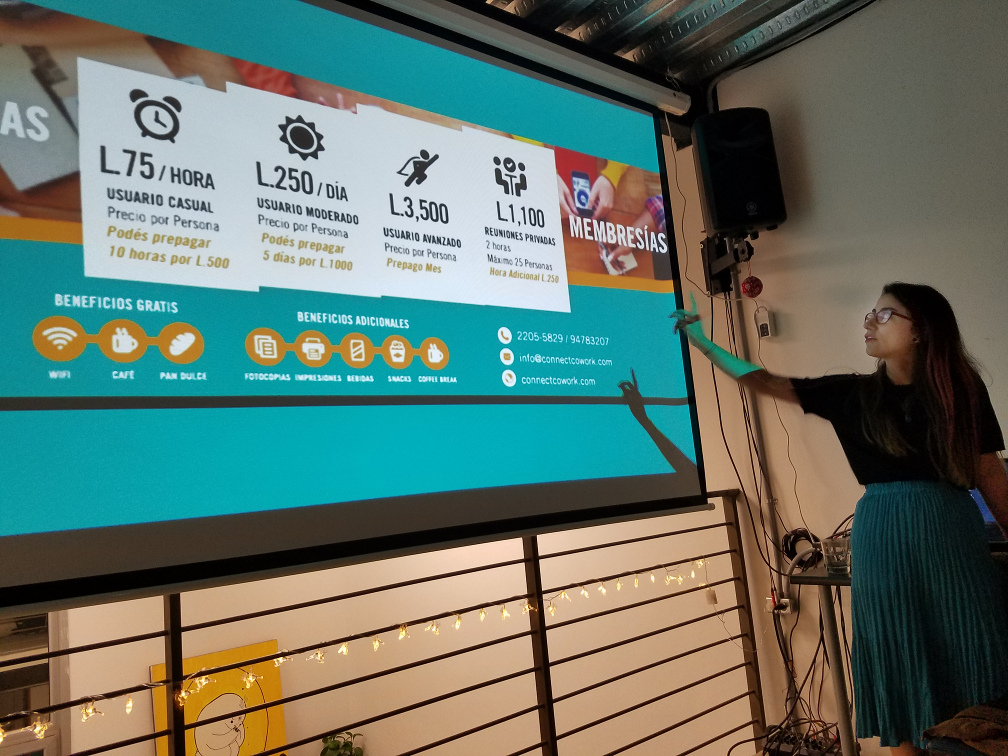 AS
L.75 / HORA
USUARIO CASUAL
Precio por Persona
Podés prepagar
10 horas por L.500
L.250 / DÍA
USUARIO MODERADO
Precio por Persona
Podés prepagar
5 días por L.1000
L.3,500
USUARIO AVANZADO
Precio por Persona
Prepago Mes
L.1,100
REUNIONES PRIVADAS
2 horas
Máximo 25 Personas
Hora Adicional L.250
MEMBRESÍAS
BENEFICIOS GRATIS
WIFI
CAFÉ
PAN DULCE
BENEFICIOS ADICIONALES
FOTOCOPIAS
IMPRESIONES
BEBIDAS
SNACKS
COFFEE BREAK
2205-5829 / 94783207
info@connectcowork.com
connectcowork.com